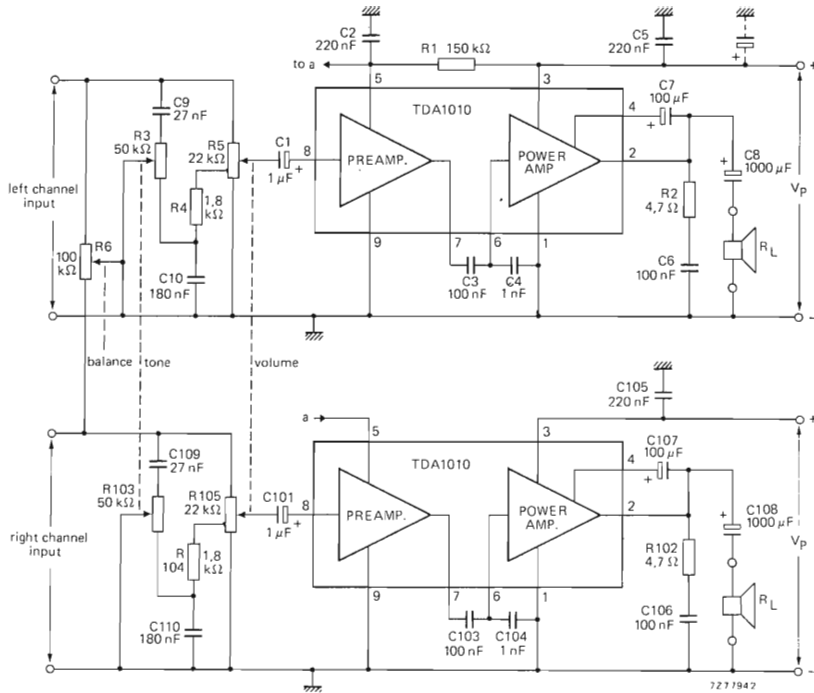 C2
220 nF
R1 150 kΩ
C5
220 nF
to a
5
3
+
C9
27 nF
R3
50 kΩ
R5
22 kΩ
C1
1 µF
+
8
TDA1010
PREAMP.
POWER
AMP
4
2
C7
100 µF
+
+
C8
1000 µF
Vp
left channel
input
R4
1,8
kΩ
R2
4,7 Ω
RL
R6
100
kΩ
9
7
6
1
C10
180 nF
C3
100 nF
C4
1 nF
C6
100 nF
-
balance
tone
volume
C105
220 nF
a
5
3
+
C109
27 nF
R103
50 kΩ
R105
22 kΩ
C101
1 µF
+
8
TDA1010
PREAMP.
POWER
AMP.
4
2
C107
100 µF
+
+
C108
1000 µF
Vp
right channel
input
R
104
1,8
kΩ
R102
4,7 Ω
RL
9
7
6
1
C110
180 nF
C103
100 nF
C104
1 nF
C106
100 nF
-
7Z77942